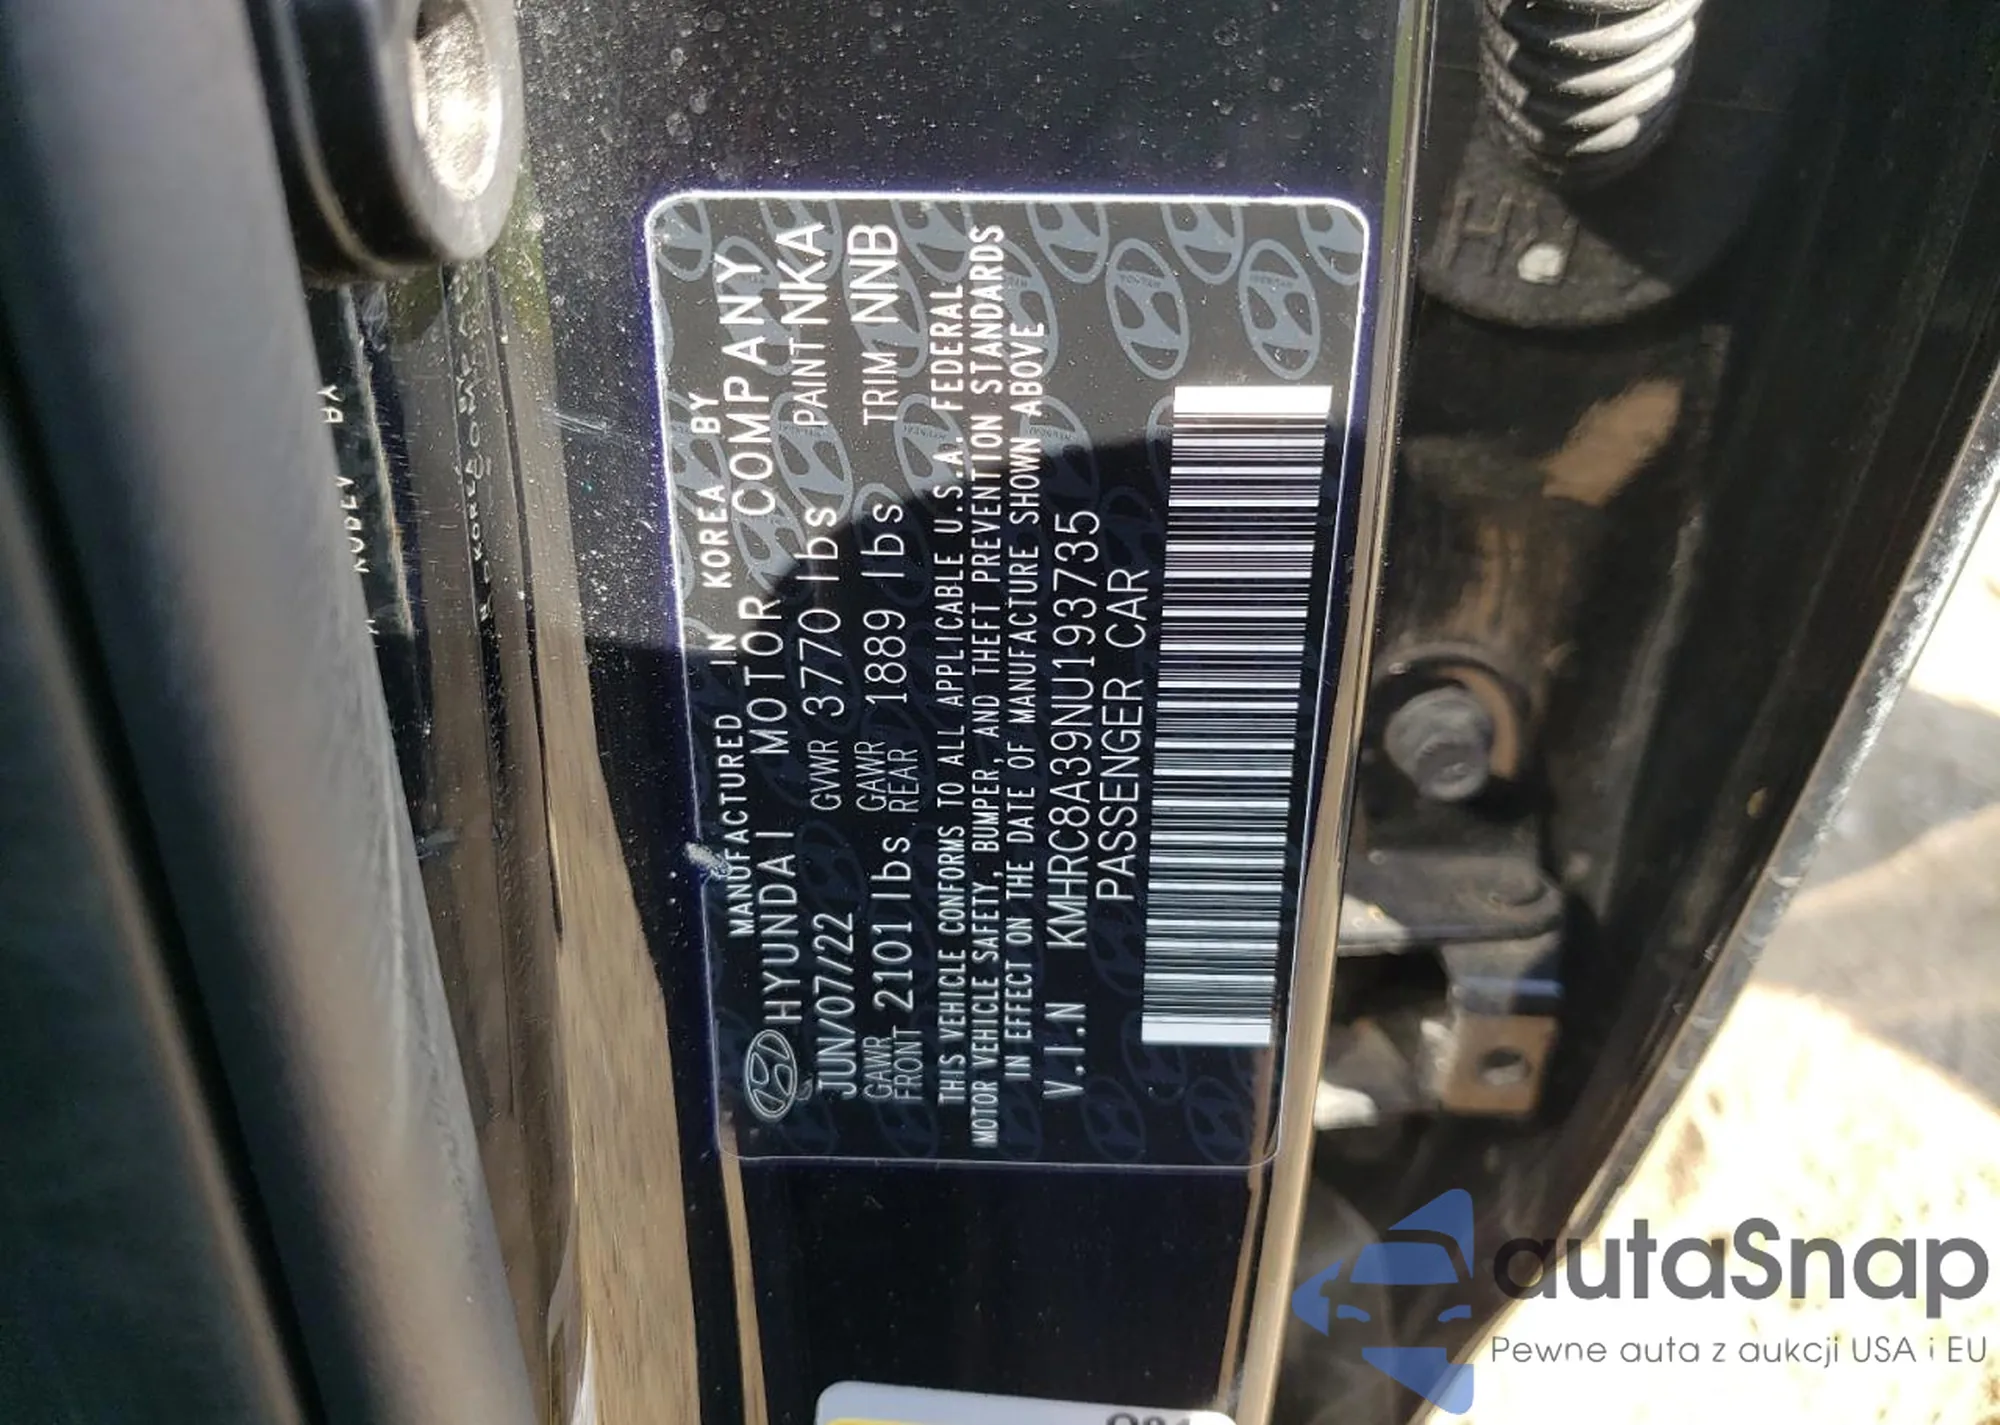 MANUFACTURED IN KOREA BY
HYUNDAI MOTOR COMPANY
JUN/07/22 GVWR 3770 lbs PAINT NKA
GAWR FRONT 2101 lbs GAWR REAR 1889 lbs TRIM NNB
THIS VEHICLE CONFORMS TO ALL APPLICABLE U.S.A. FEDERAL
MOTOR VEHICLE SAFETY, BUMPER, AND THEFT PREVENTION STANDARDS
IN EFFECT ON THE DATE OF MANUFACTURE SHOWN ABOVE
V.I.N KMHRC8A39NU193735
PASSENGER CAR
autaSnap
Pewne auta z aukcji USA i EU